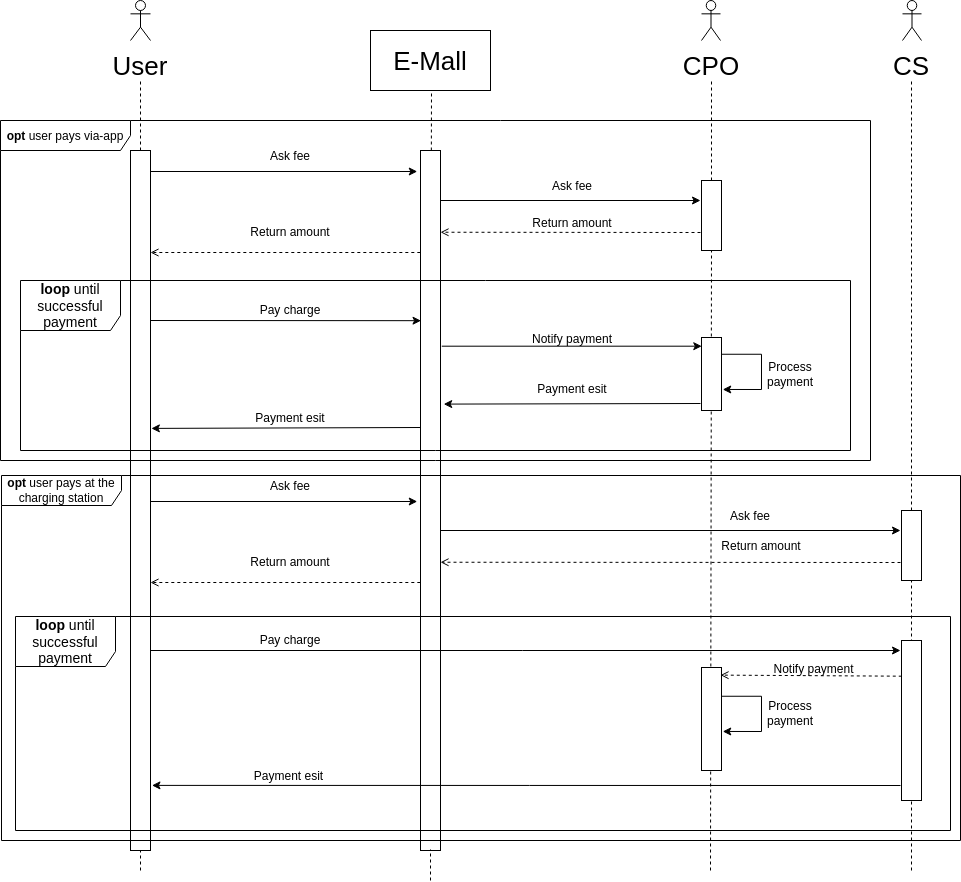 User
E-Mall
CPO
CS
opt user pays via-app
Ask fee
Ask fee
Return amount
Return amount
loop until
successful
payment
Pay charge
Notify payment
Process
payment
Payment esit
Payment esit
opt user pays at the
charging station
Ask fee
Ask fee
Return amount
Return amount
loop until
successful
payment
Pay charge
Notify payment
Process
payment
Payment esit